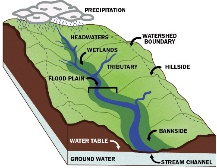 PRECIPITATION
HEADWATERS
WATERSHED
BOUNDARY
WETLANDS
TRIBUTARY
HILLSIDE
FLOOD PLAIN
BANKSIDE
WATER TABLE
GROUND WATER
STREAM CHANNEL